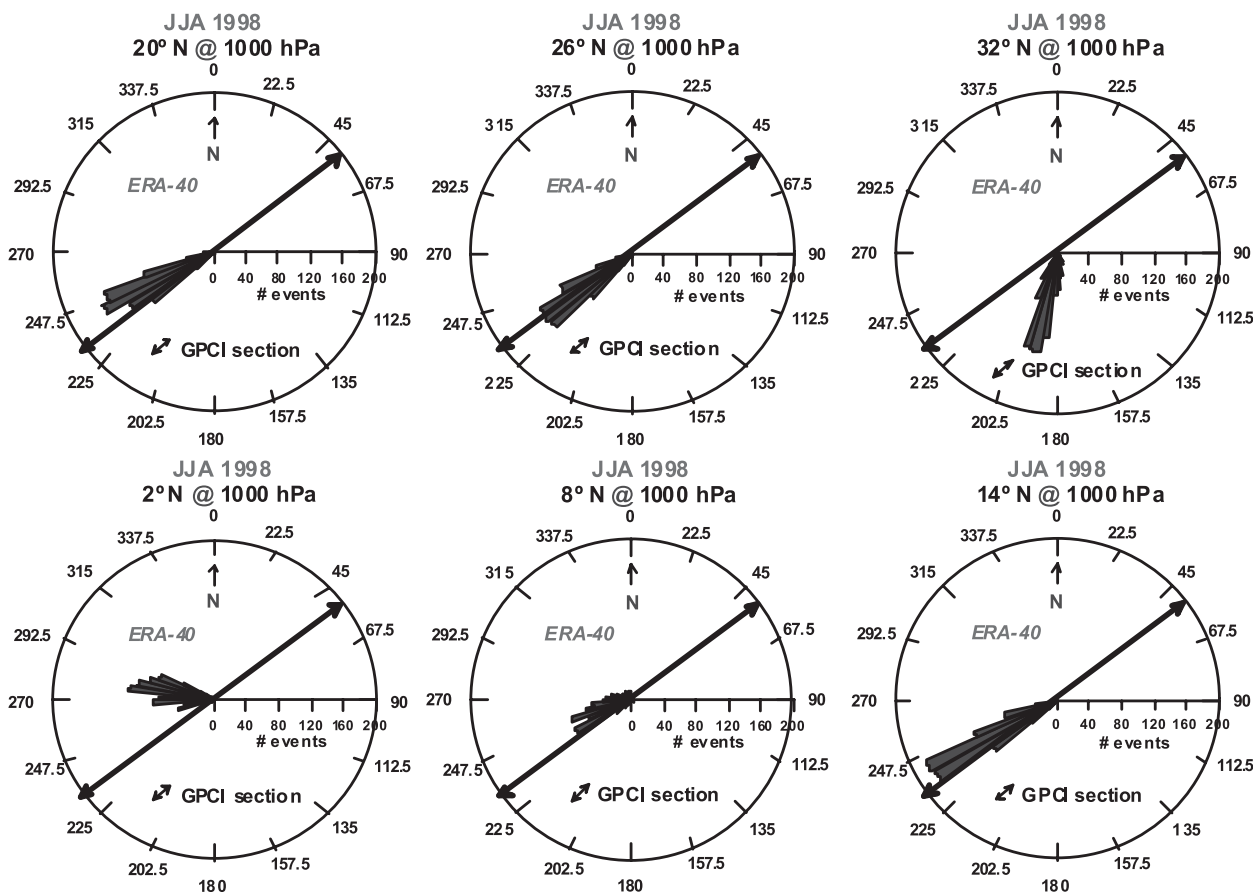 JJA 1998
20º N @ 1000 hPa
0
22.5
45
67.5
90
112.5
135
157.5
180
202.5
225
247.5
270
292.5
315
337.5
N
ERA-40
0 40 80 120 160 200
# events
GPCI section
JJA 1998
26º N @ 1000 hPa
0
22.5
45
67.5
90
112.5
135
157.5
180
202.5
225
247.5
270
292.5
315
337.5
N
ERA-40
0 40 80 120 160 200
# events
GPCI section
JJA 1998
32º N @ 1000 hPa
0
22.5
45
67.5
90
112.5
135
157.5
180
202.5
225
247.5
270
292.5
315
337.5
N
ERA-40
40 80 120 160 200
# events
GPCI section
JJA 1998
2º N @ 1000 hPa
0
22.5
45
67.5
90
112.5
135
157.5
180
202.5
225
247.5
270
292.5
315
337.5
N
ERA-40
0 40 80 120 160 200
# events
GPCI section
JJA 1998
8º N @ 1000 hPa
0
22.5
45
67.5
90
112.5
135
157.5
180
202.5
225
247.5
270
292.5
315
337.5
N
ERA-40
0 40 80 120 160 200
# events
GPCI section
JJA 1998
14º N @ 1000 hPa
0
22.5
45
67.5
90
112.5
135
157.5
180
202.5
225
247.5
270
292.5
315
337.5
N
ERA-40
0 40 80 120 160 200
# events
GPCI section